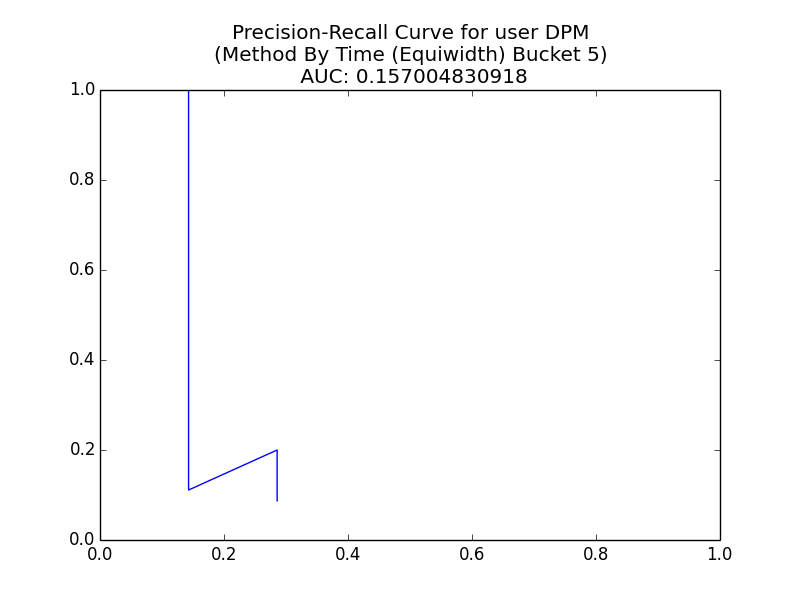 Precision-Recall Curve for user DPM
(Method By Time (Equiwidth) Bucket 5)
AUC: 0.157004830918
1.0
0.8
0.6
0.4
0.2
0.0
0.0 0.2 0.4 0.6 0.8 1.0